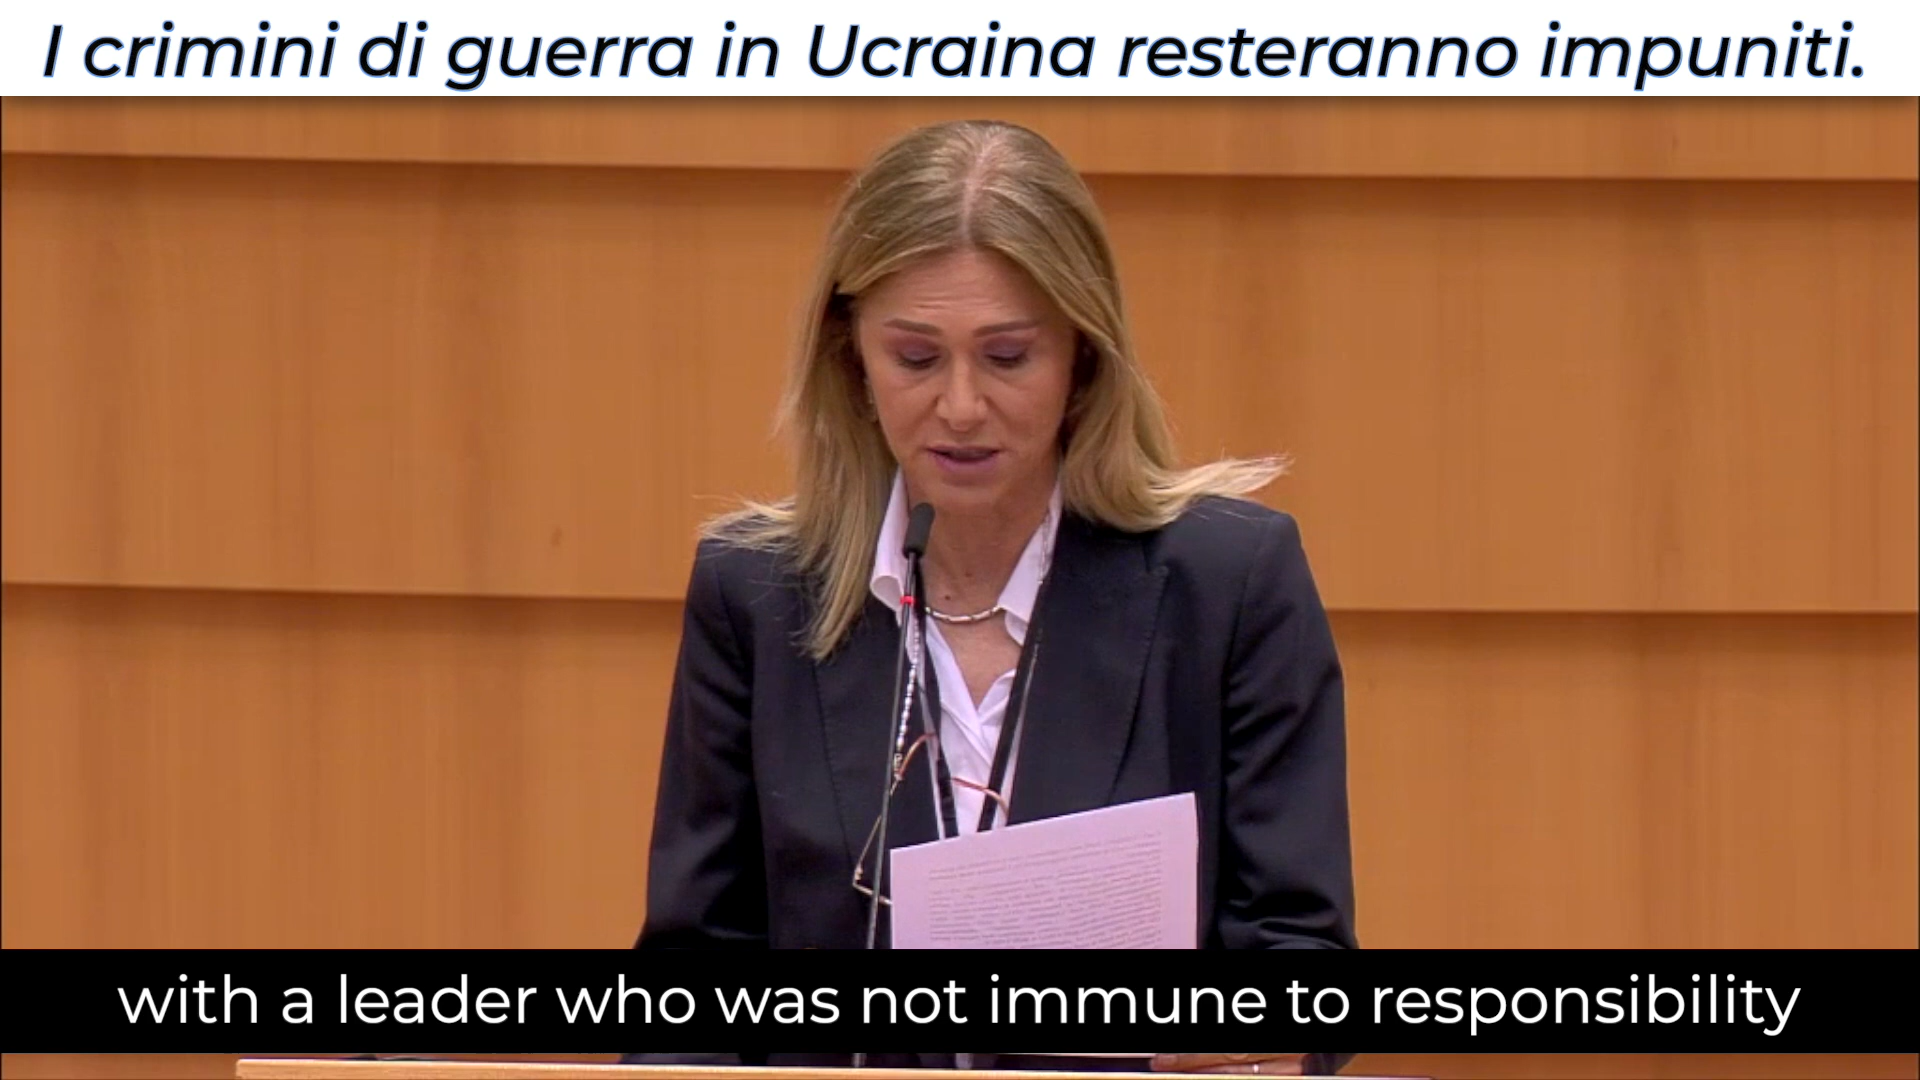 I crimini di guerra in Ucraina resteranno impuniti.
with a leader who was not immune to responsibility